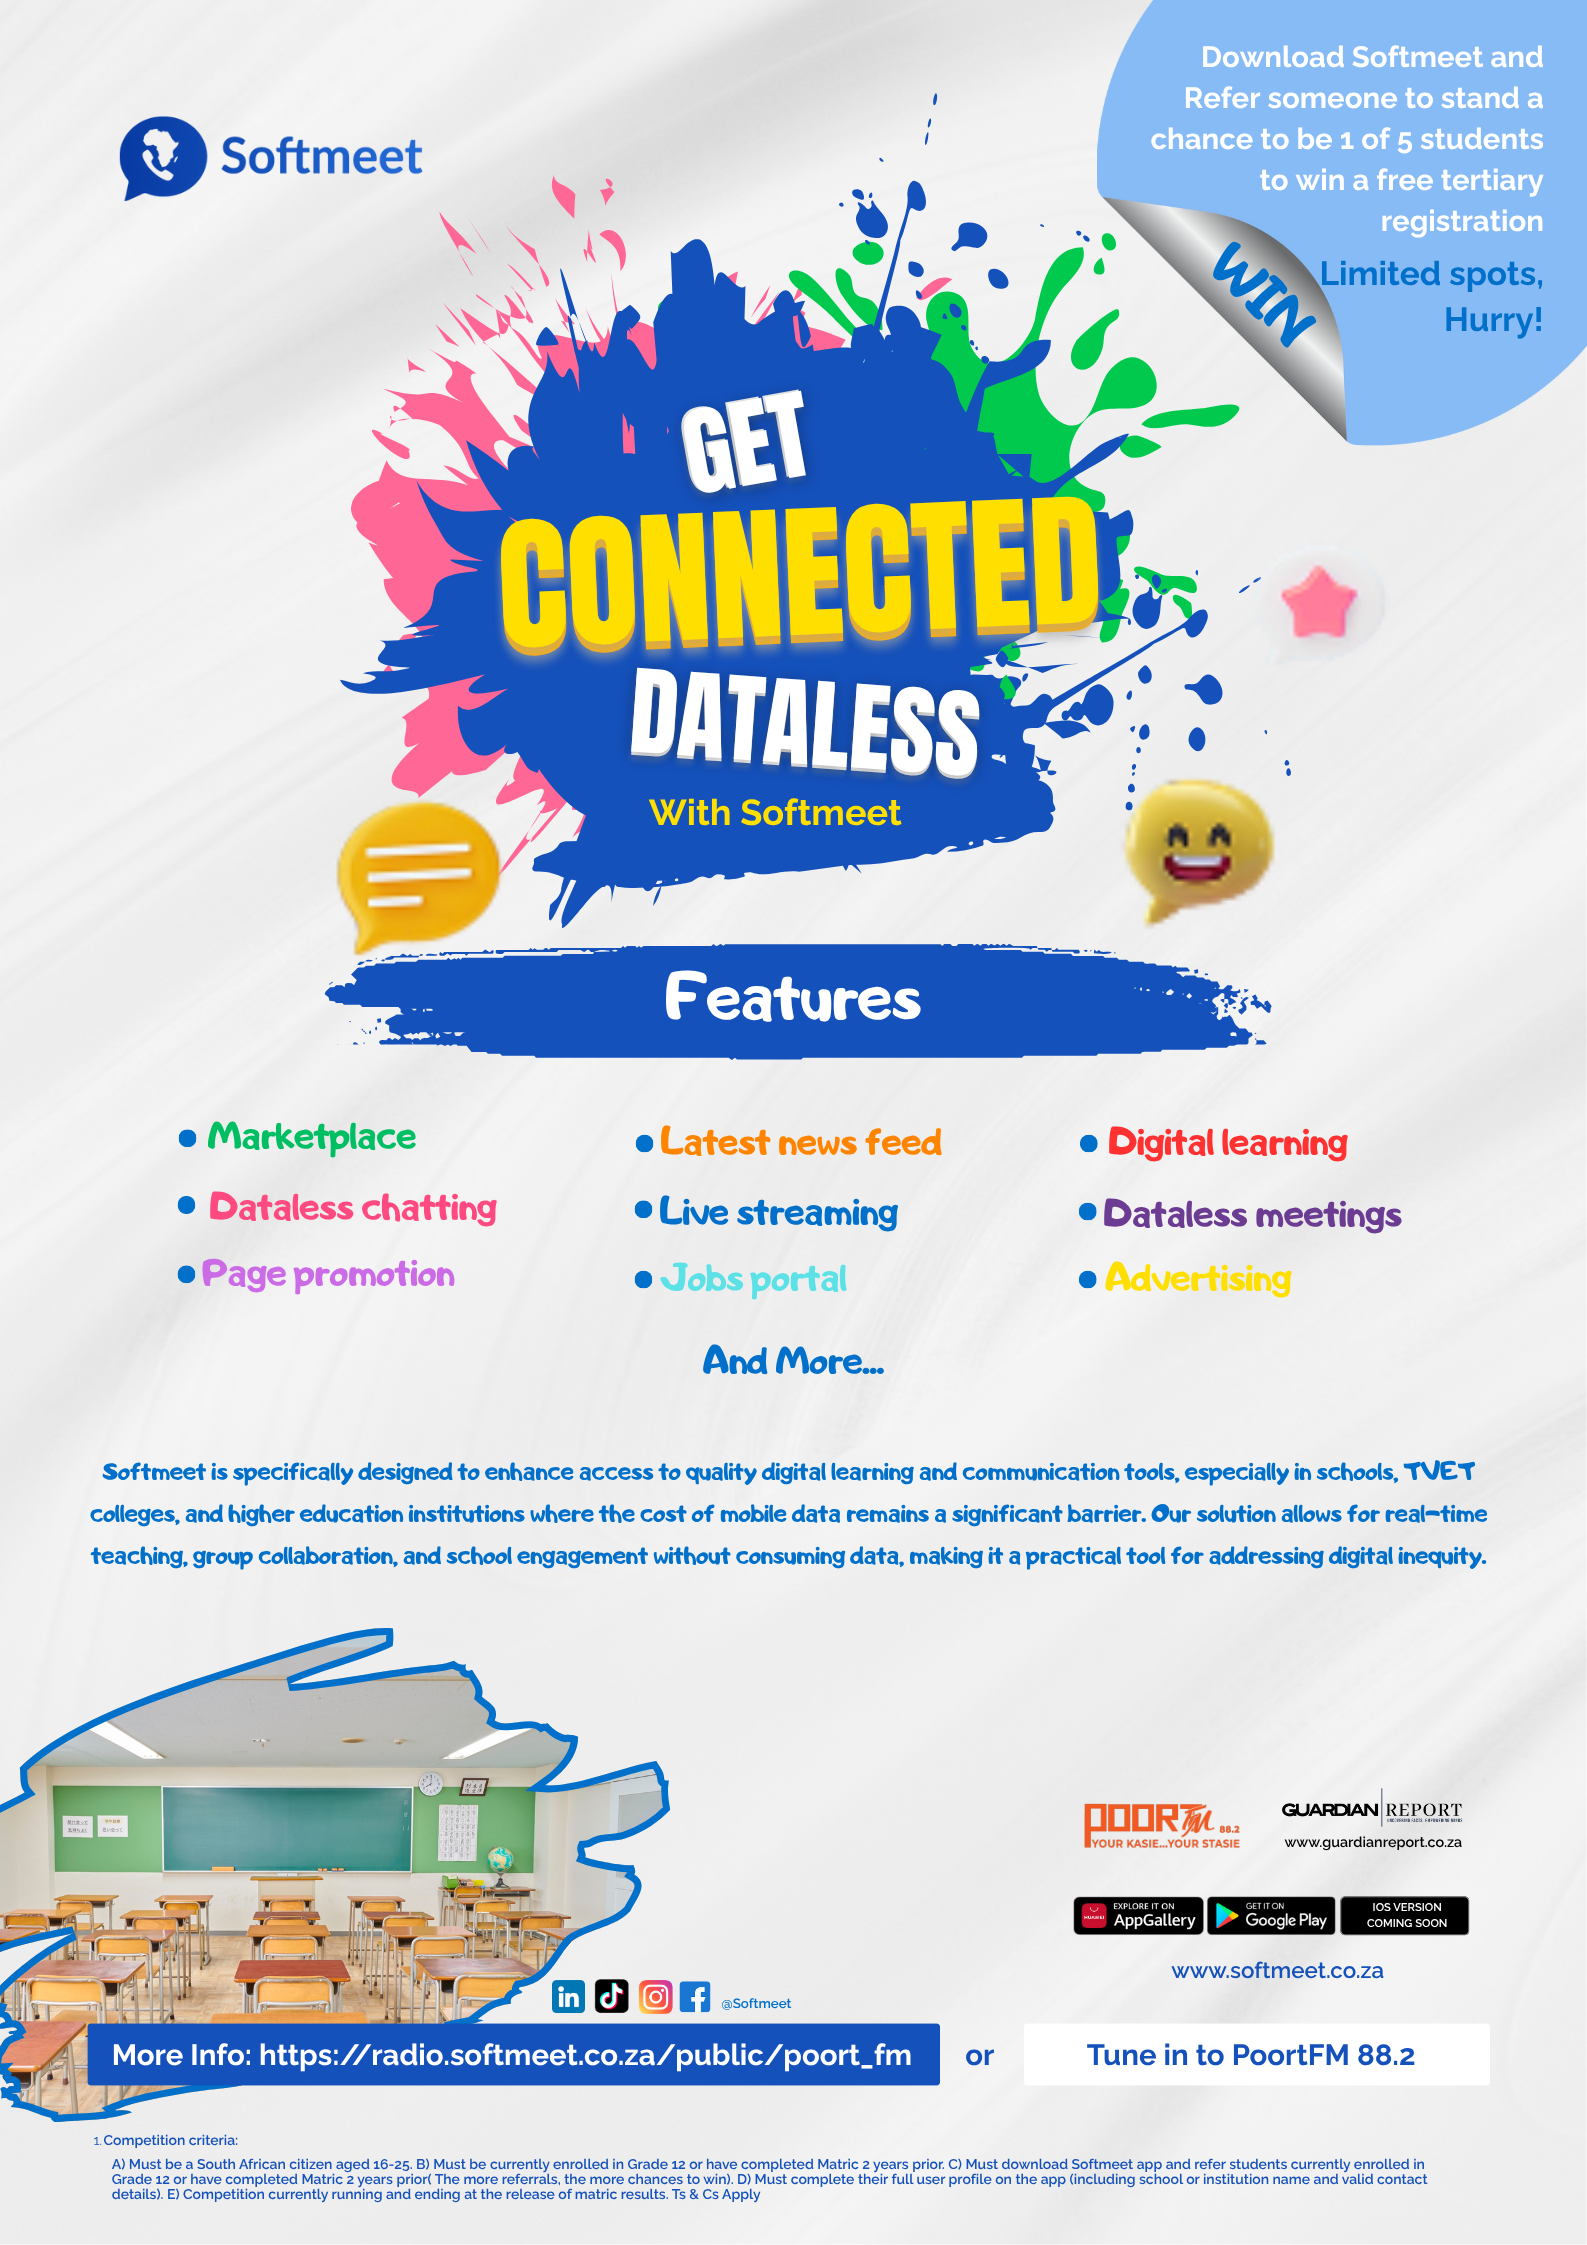 Softmeet
Download Softmeet and
Refer someone to stand a
chance to be 1 of 5 students
to win a free tertiary
registration
Limited spots,
Hurry!
WIN
GET
CONNECTED
DATALESS
With Softmeet
Features
Marketplace
Dataless chatting
Page promotion
Latest news feed
Live streaming
Jobs portal
Digital learning
Dataless meetings
Advertising
And More...
Softmeet is specifically designed to enhance access to quality digital learning and communication tools, especially in schools, TVET
colleges, and higher education institutions where the cost of mobile data remains a significant barrier. Our solution allows for real-time
teaching, group collaboration, and school engagement without consuming data, making it a practical tool for addressing digital inequity.
POORT FM 88.2
YOUR KASIE...YOUR STASIE
GUARDIAN REPORT
www.guardianreport.co.za
HUAWEI
EXPLORE IT ON
AppGallery
GET IT ON
Google Play
IOS VERSION
COMING SOON
www.softmeet.co.za
in
@Softmeet
More Info: https://radio.softmeet.co.za/public/poort_fm
or
Tune in to PoortFM 88.2
1. Competition criteria:
A) Must be a South African citizen aged 16-25. B) Must be currently enrolled in Grade 12 or have completed Matric 2 years prior. C) Must download Softmeet app and refer students currently enrolled in
Grade 12 or have completed Matric 2 years prior( The more referrals, the more chances to win). D) Must complete their full user profile on the app (including school or institution name and valid contact
details). E) Competition currently running and ending at the release of matric results. Ts & Cs Apply